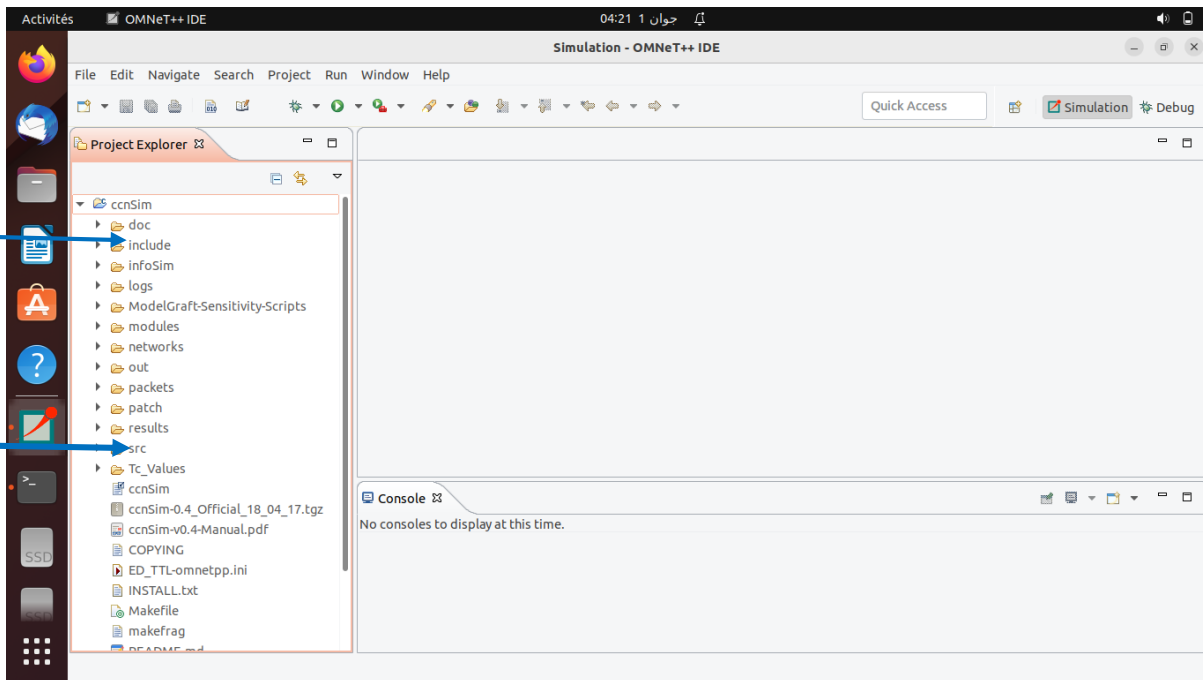 Activités OMNeT++ IDE 04:21 1 جوان
Simulation - OMNeT++ IDE
File Edit Navigate Search Project Run Window Help
Quick Access Simulation Debug
Project Explorer
ccnSim
doc
include
infoSim
logs
ModelGraft-Sensitivity-Scripts
modules
networks
out
packets
patch
results
src
Tc_Values
ccnSim
ccnSim-0.4_Official_18_04_17.tgz
ccnSim-v0.4-Manual.pdf
COPYING
ED_TTL-omnetpp.ini
INSTALL.txt
Makefile
makefrag
README.md
Console
No consoles to display at this time.
SSD
SSD